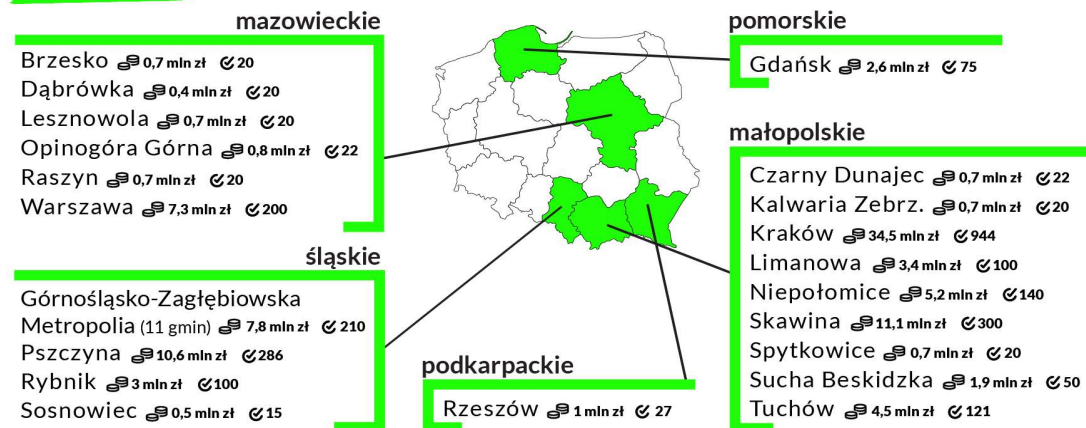 mazowieckie
Brzesko 0,7 mln zł 20
Dąbrówka 0,4 mln zł 20
Lesznowola 0,7 mln zł 20
Opinogóra Górna 0,8 mln zł 22
Raszyn 0,7 mln zł 20
Warszawa 7,3 mln zł 200
śląskie
Górnośląsko-Zagłębiowska
Metropolia (11 gmin) 7,8 mln zł 210
Pszczyna 10,6 mln zł 286
Rybnik 3 mln zł 100
Sosnowiec 0,5 mln zł 15
podkarpackie
Rzeszów 1 mln zł 27
pomorskie
Gdańsk 2,6 mln zł 75
małopolskie
Czarny Dunajec 0,7 mln zł 22
Kalwaria Zebrz. 0,7 mln zł 20
Kraków 34,5 mln zł 944
Limanowa 3,4 mln zł 100
Niepołomice 5,2 mln zł 140
Skawina 11,1 mln zł 300
Spytkowice 0,7 mln zł 20
Sucha Beskidzka 1,9 mln zł 50
Tuchów 4,5 mln zł 121